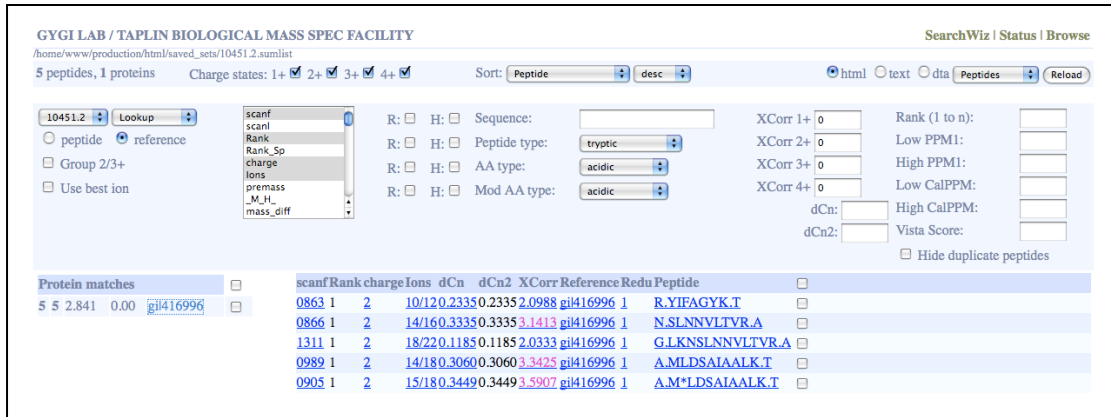 GYGI LAB / TAPLIN BIOLOGICAL MASS SPEC FACILITY SearchWiz | Status | Browse
/home/www/production/html/saved_sets/10451.2.sumlist
5 peptides, 1 proteins Charge states: 1+ 2+ 3+ 4+ Sort: Peptide desc html text dta Peptides Reload
10451.2 Lookup scanf R: H: Sequence: XCorr 1+ 0 Rank (1 to n):
scanl
peptide reference Rank R: H: Peptide type: tryptic XCorr 2+ 0 Low PPM1:
Rank_Sp
Group 2/3+ charge R: H: AA type: acidic XCorr 3+ 0 High PPM1:
Ions
Use best ion premass R: H: Mod AA type: acidic XCorr 4+ 0 Low CalPPM:
_M_H_
mass_diff dCn: High CalPPM:
dCn2: Vista Score:
Hide duplicate peptides
Protein matches scanf Rank charge Ions dCn dCn2 XCorr Reference Redu Peptide
5 5 2.841 0.00 gi|416996 0863 1 2 10/12 0.2335 0.2335 2.0988 gi|416996 1 R.YIFAGYK.T
0866 1 2 14/16 0.3335 0.3335 3.1413 gi|416996 1 N.SLNNVLTVR.A
1311 1 2 18/22 0.1185 0.1185 2.0333 gi|416996 1 G.LKNSLNNVLTVR.A
0989 1 2 14/18 0.3060 0.3060 3.3425 gi|416996 1 A.MLDSAIAALK.T
0905 1 2 15/18 0.3449 0.3449 3.5907 gi|416996 1 A.M*LDSAIAALK.T